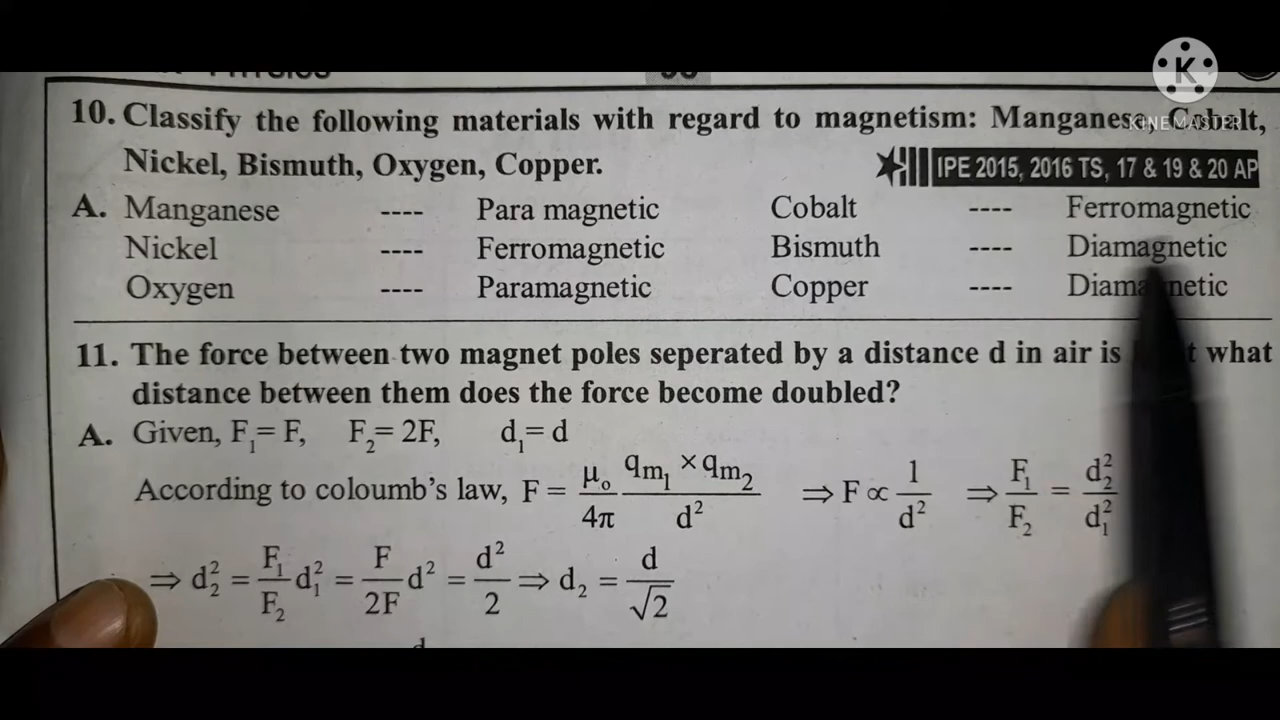 10. Classify the following materials with regard to magnetism: Manganese, Cobalt,
Nickel, Bismuth, Oxygen, Copper.
IPE 2015, 2016 TS, 17 & 19 & 20 AP
A. Manganese ---- Para magnetic Cobalt ---- Ferromagnetic
Nickel ---- Ferromagnetic Bismuth ---- Diamagnetic
Oxygen ---- Paramagnetic Copper ---- Diamagnetic
11. The force between two magnet poles seperated by a distance d in air is what
distance between them does the force become doubled?
A. Given, F₁= F, F₂= 2F, d₁= d
According to coloumb's law, F = μ₀/4π qm₁ × qm₂/d² ⇒ F ∝ 1/d² ⇒ F₁/F₂ = d₂²/d₁²
⇒ d₂² = F₁/F₂ d₁² = F/2F d² = d²/2 ⇒ d₂ = d/√2
K
KINEMASTER